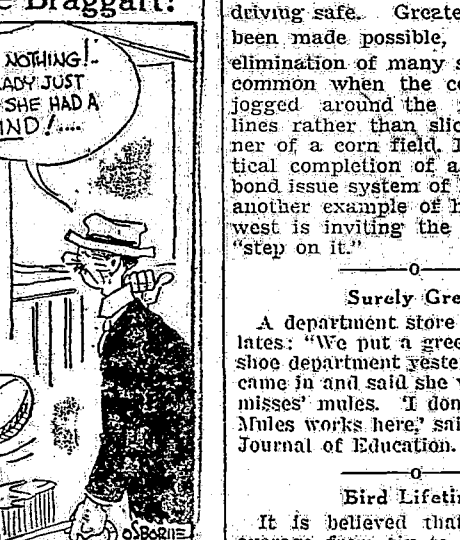 e Braggart!
NOTHING!-
LADY JUST
SHE HAD A
IND!....
OSBORNE
driving safe. Greate
been made possible,
elimination of many s
common when the co
jogged around the
lines rather than slic
ner of a corn field. I
tical completion of a
bond issue system of
another example of h
west is inviting the
"step on it."
Surely Gre
A department store
lates: "We put a gree
shoe department yeste
came in and said she w
misses' mules. 'I don
Mules works here,' sai
Journal of Education.
Bird Lifetin
It is believed that